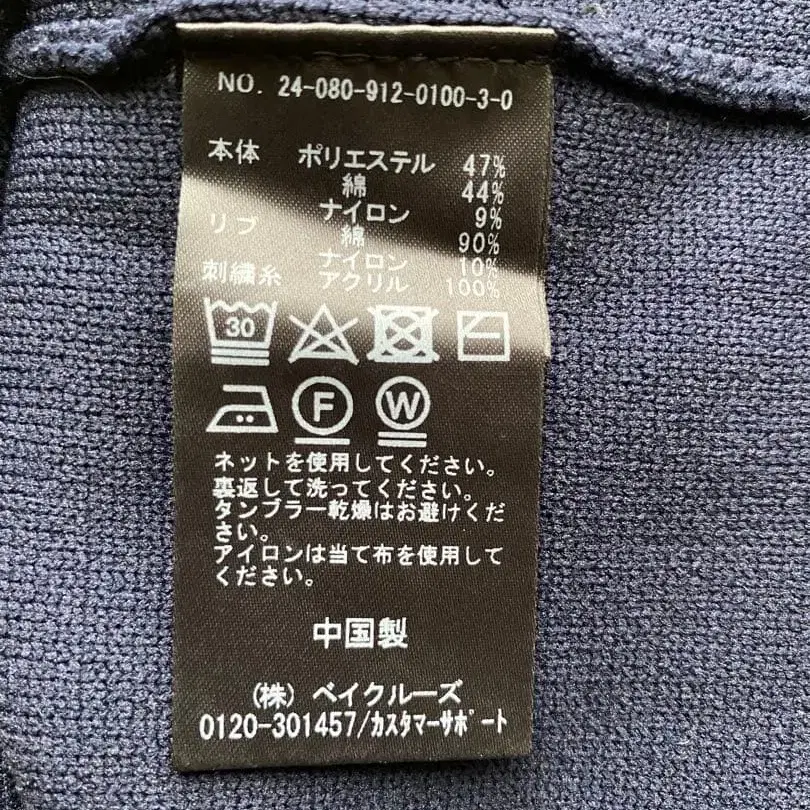 NO. 24-080-912-0100-3-0
本体 ポリエステル 47%
綿 44%
ナイロン 9%
リブ 綿 90%
ナイロン 10%
刺繍糸 アクリル 100%
30
F W
ネットを使用してください。
裏返して洗ってください。
タンブラー乾燥はお避けくだ
さい。
アイロンは当て布を使用して
ください。
中国製
(株) ベイクルーズ
0120-301457/カスタマーサポート